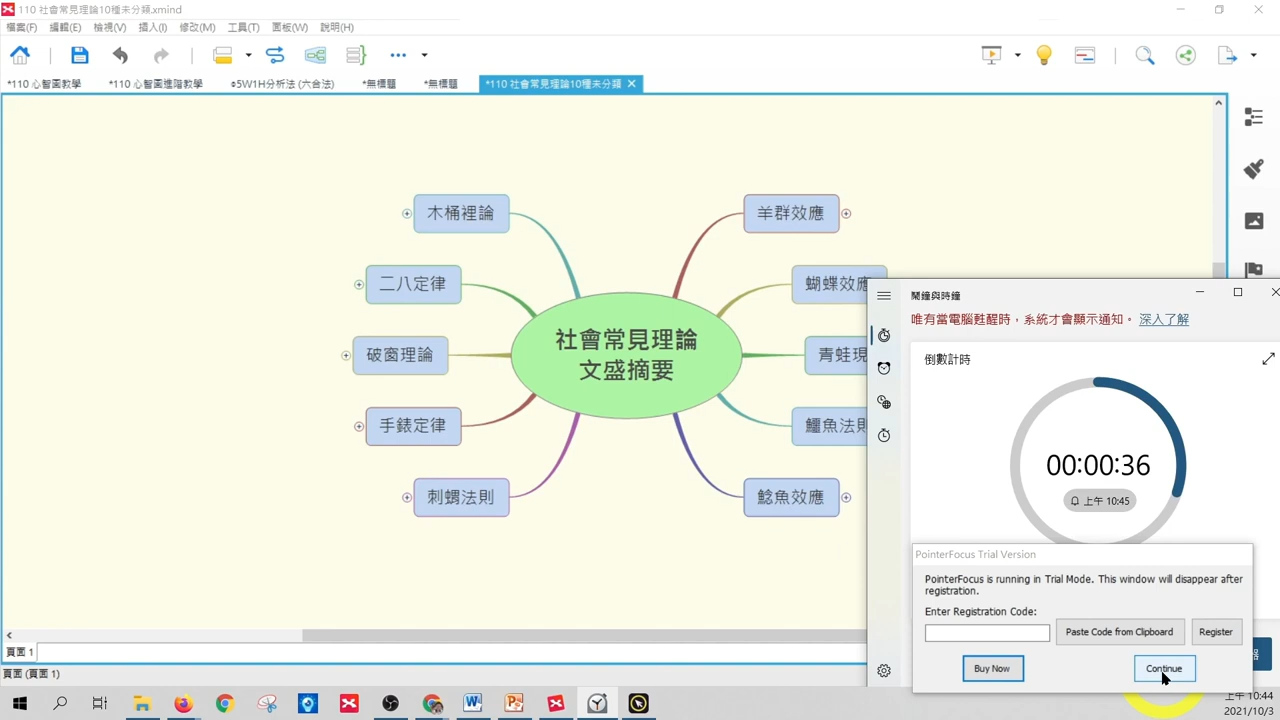 110 社會常見理論10種未分類.xmind
檔案(F) 編輯(E) 檢視(V) 插入(I) 修改(M) 工具(T) 面板(W) 說明(H)
*110 心智圖教學 *110 心智圖進階教學 5W1H分析法 (六合法) *無標題 *無標題 *110 社會常見理論10種未分類
木桶裡論
羊群效應
二八定律
蝴蝶效應
社會常見理論
文盛摘要
破窗理論
青蛙現
手錶定律
鱷魚法則
刺蝟法則
鯰魚效應
鬧鐘與時鐘
唯有當電腦甦醒時，系統才會顯示通知。 深入了解
倒數計時
00:00:36
上午 10:45
PointerFocus Trial Version
PointerFocus is running in Trial Mode. This window will disappear after
registration.
Enter Registration Code:
Paste Code from Clipboard Register
Buy Now Continue
頁面 1
頁面 (頁面 1)
上午 10:44
2021/10/3